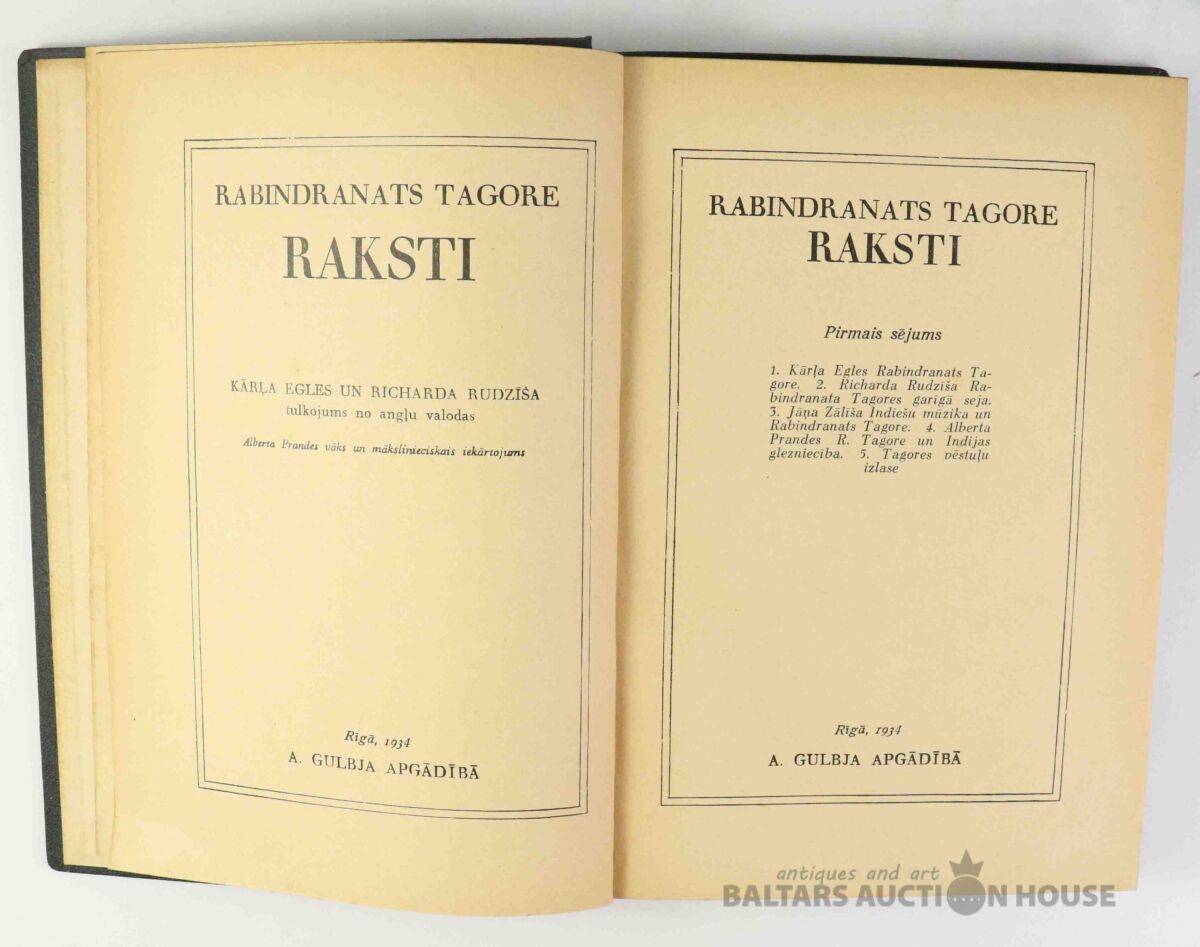 RABINDRANATS TAGORE
RAKSTI
KĀRĻA EGLES UN RICHARDA RUDZĪŠA
tulkojums no angļu valodas
Alberta Prandes vāks un mākslinieciskais iekārtojums
Rīgā, 1934
A. GULBJA APGĀDĪBĀ
RABINDRANATS TAGORE
RAKSTI
Pirmais sējums
1. Kārļa Egles Rabindranats Ta-
gore. 2. Richarda Rudzīša Ra-
bindranata Tagores garīgā seja.
3. Jāņa Zālīša Indiešu mūzika un
Rabindranats Tagore. 4. Alberta
Prandes R. Tagore un Indijas
glezniecība. 5. Tagores vēstuļu
izlase
Rīgā, 1934
A. GULBJA APGĀDĪBĀ
antiques and art
BALTARS AUCTION HOUSE